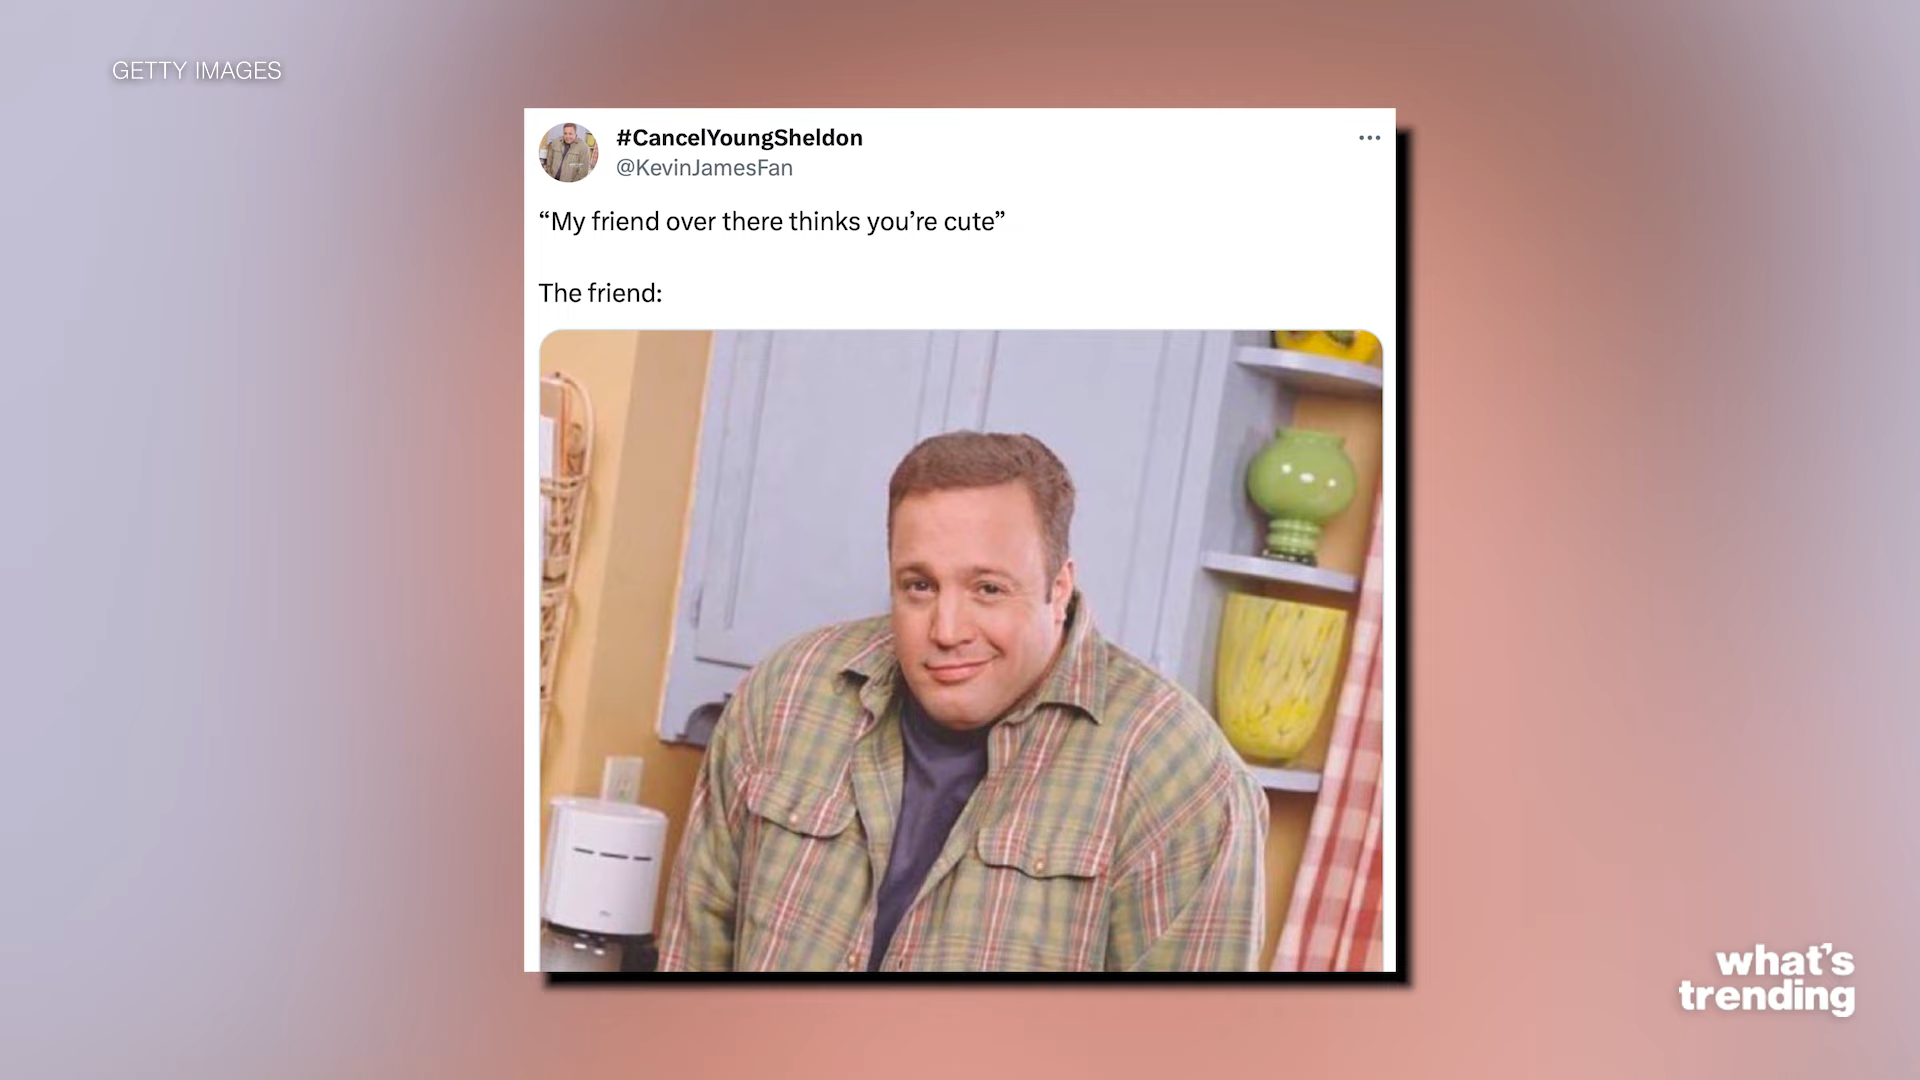 GETTY IMAGES
#CancelYoungSheldon
@KevinJamesFan
“My friend over there thinks you’re cute”
The friend:
what’s
trending